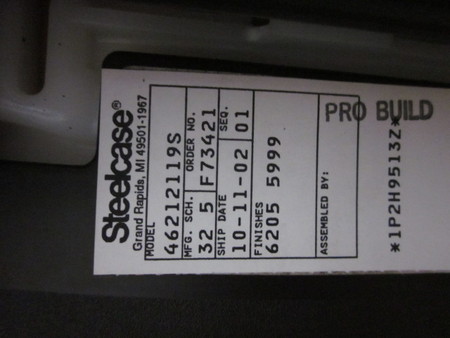 Steelcase®
Grand Rapids, MI 49501-1967
MODEL
46212119S
MFG. SCH. ORDER NO.
32 5 F73421
SHIP DATE SEQ.
10-11-02 01
FINISHES
6205 5999
ASSEMBLED BY:
PRO BUILD
*1P2H9513Z*